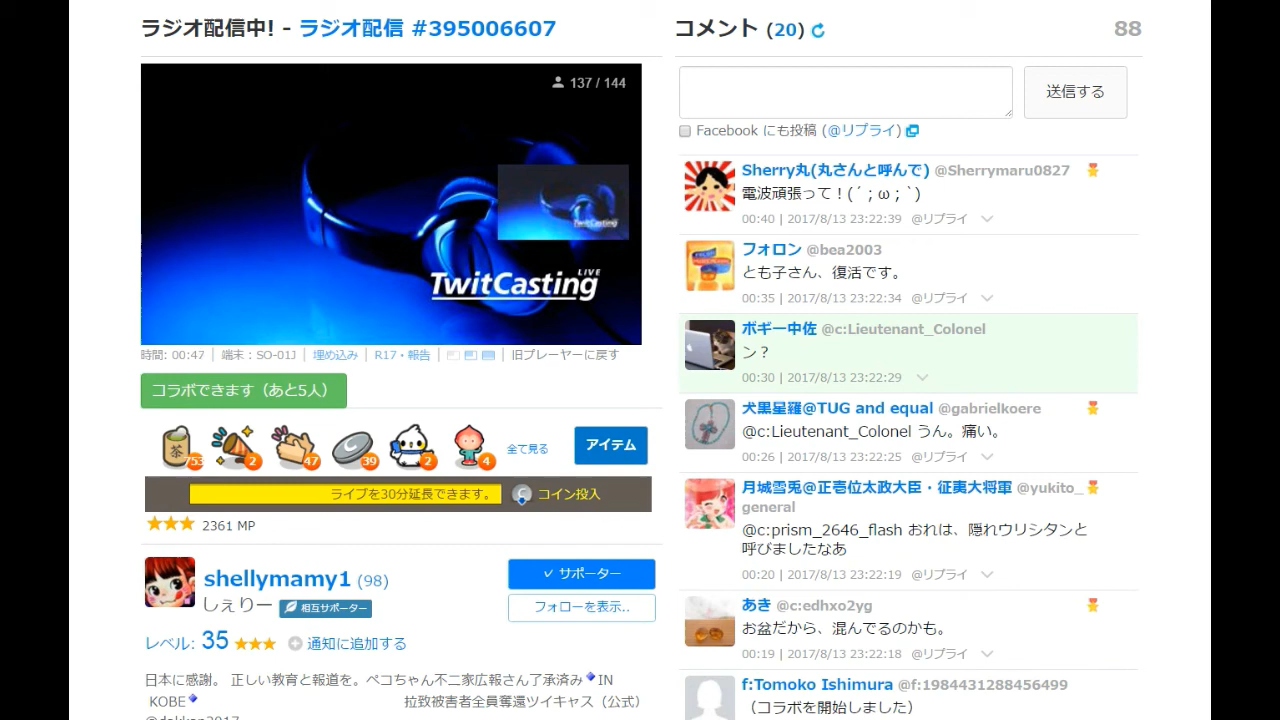 ラジオ配信中! - ラジオ配信 #395006607
137 / 144
TwitCasting
LIVE
TwitCasting
時間: 00:47 | 端末 : SO-01J | 埋め込み | R17・報告 | 旧プレーヤーに戻す
コラボできます（あと5人）
茶
753 2 47 39 2 4 全て見る アイテム
ライブを30分延長できます。 コイン投入
2361 MP
shellymamy1 (98)
✓ サポーター
しぇりー 相互サポーター
フォローを表示..
レベル: 35 通知に追加する
日本に感謝。 正しい教育と報道を。ペコちゃん不二家広報さん了承済み IN
KOBE 拉致被害者全員奪還ツイキャス（公式）
@dakkan2017
コメント (20) 88
送信する
Facebook にも投稿 (@リプライ)
Sherry丸(丸さんと呼んで) @Sherrymaru0827
電波頑張って！(´；ω；`)
00:40 | 2017/8/13 23:22:39 @リプライ
フォロン @bea2003
とも子さん、復活です。
00:35 | 2017/8/13 23:22:34 @リプライ
ボギー中佐 @c:Lieutenant_Colonel
ン？
00:30 | 2017/8/13 23:22:29
犬黒星羅@TUG and equal @gabrielkoere
@c:Lieutenant_Colonel うん。痛い。
00:26 | 2017/8/13 23:22:25 @リプライ
月城雪兎@正壱位太政大臣・征夷大将軍 @yukito_
general
@c:prism_2646_flash おれは、隠れウリシタンと
呼びましたなあ
00:20 | 2017/8/13 23:22:19 @リプライ
あき @c:edhxo2yg
お盆だから、混んでるのかも。
00:19 | 2017/8/13 23:22:18 @リプライ
f:Tomoko Ishimura @f:1984431288456499
（コラボを開始しました）